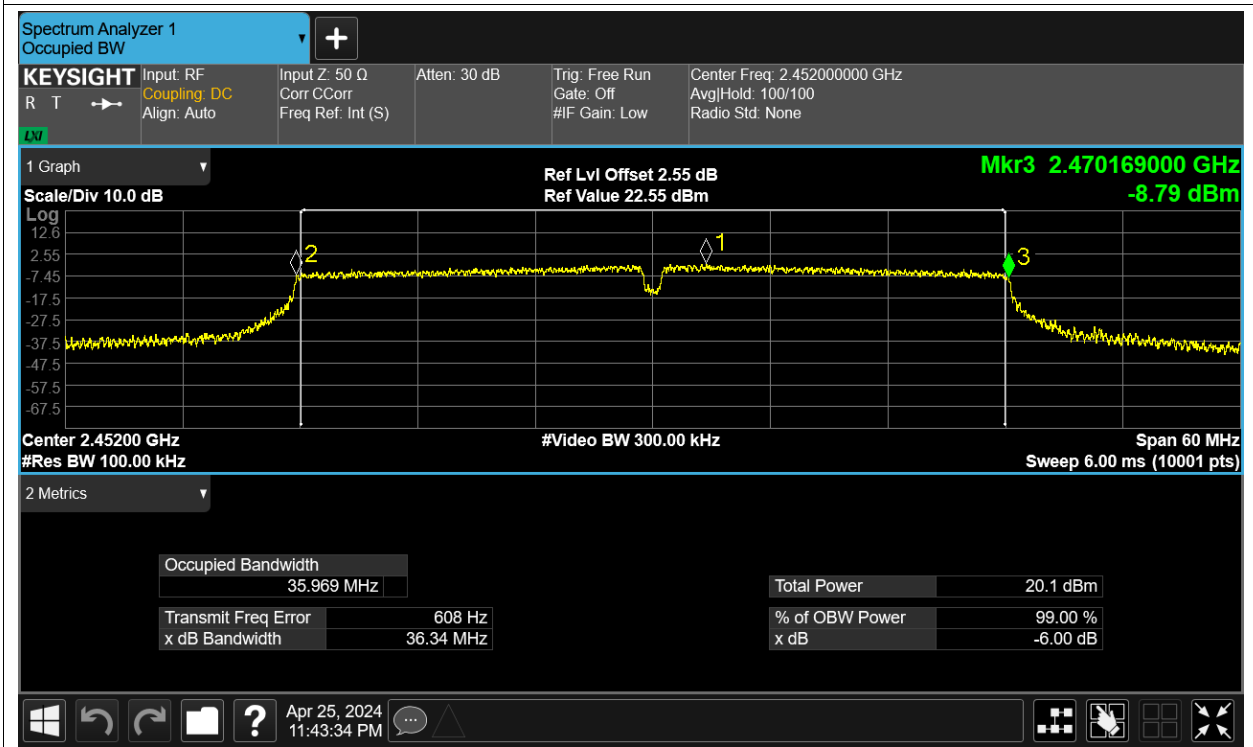 Spectrum Analyzer 1
Occupied BW
+
KEYSIGHT
R T
LXI
Input: RF
Coupling: DC
Align: Auto
Input Z: 50 Ω
Corr CCorr
Freq Ref: Int (S)
Atten: 30 dB
Trig: Free Run
Gate: Off
#IF Gain: Low
Center Freq: 2.452000000 GHz
Avg|Hold: 100/100
Radio Std: None
1 Graph
Scale/Div 10.0 dB
Ref Lvl Offset 2.55 dB
Ref Value 22.55 dBm
Mkr3 2.470169000 GHz
-8.79 dBm
Log
12.6
2.55
-7.45
-17.5
-27.5
-37.5
-47.5
-57.5
-67.5
2
1
3
Center 2.45200 GHz
#Res BW 100.00 kHz
#Video BW 300.00 kHz
Span 60 MHz
Sweep 6.00 ms (10001 pts)
2 Metrics
Occupied Bandwidth
35.969 MHz
Transmit Freq Error 608 Hz
x dB Bandwidth 36.34 MHz
Total Power 20.1 dBm
% of OBW Power 99.00 %
x dB -6.00 dB
?
Apr 25, 2024
11:43:34 PM